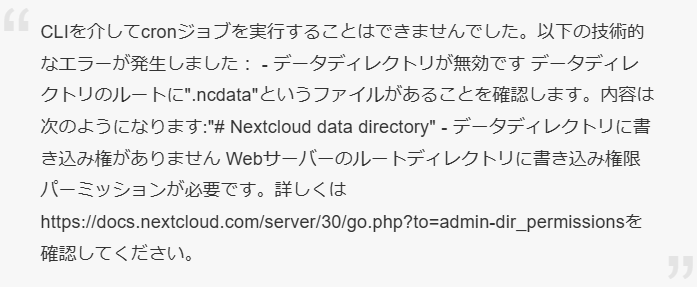 CLIを介してcronジョブを実行することはできませんでした。以下の技術的
なエラーが発生しました： - データディレクトリが無効です データディレ
クトリのルートに".ncdata"というファイルがあることを確認します。内容は
次のようになります:"# Nextcloud data directory" - データディレクトリに書
き込み権がありません Webサーバーのルートディレクトリに書き込み権限
パーミッションが必要です。詳しくは
https://docs.nextcloud.com/server/30/go.php?to=admin-dir_permissionsを
確認してください。